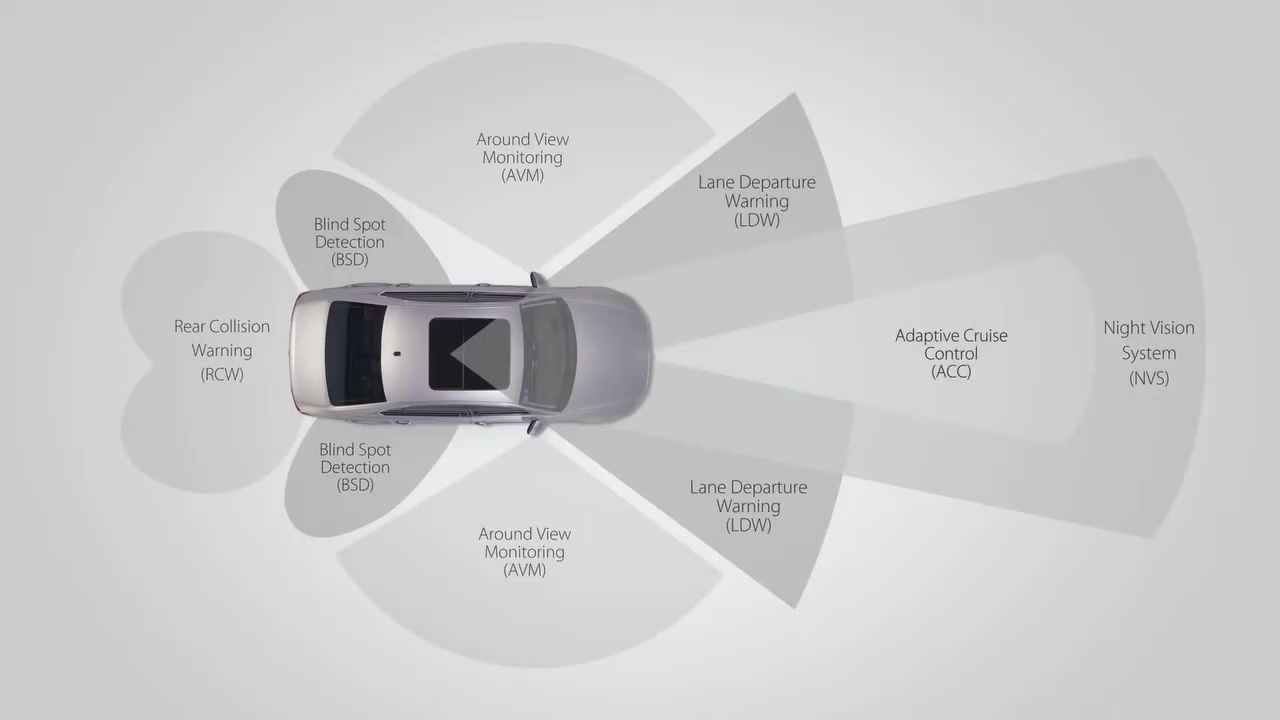 Around View
Monitoring
(AVM)
Lane Departure
Warning
(LDW)
Blind Spot
Detection
(BSD)
Rear Collision
Warning
(RCW)
Adaptive Cruise
Control
(ACC)
Night Vision
System
(NVS)
Blind Spot
Detection
(BSD)
Lane Departure
Warning
(LDW)
Around View
Monitoring
(AVM)